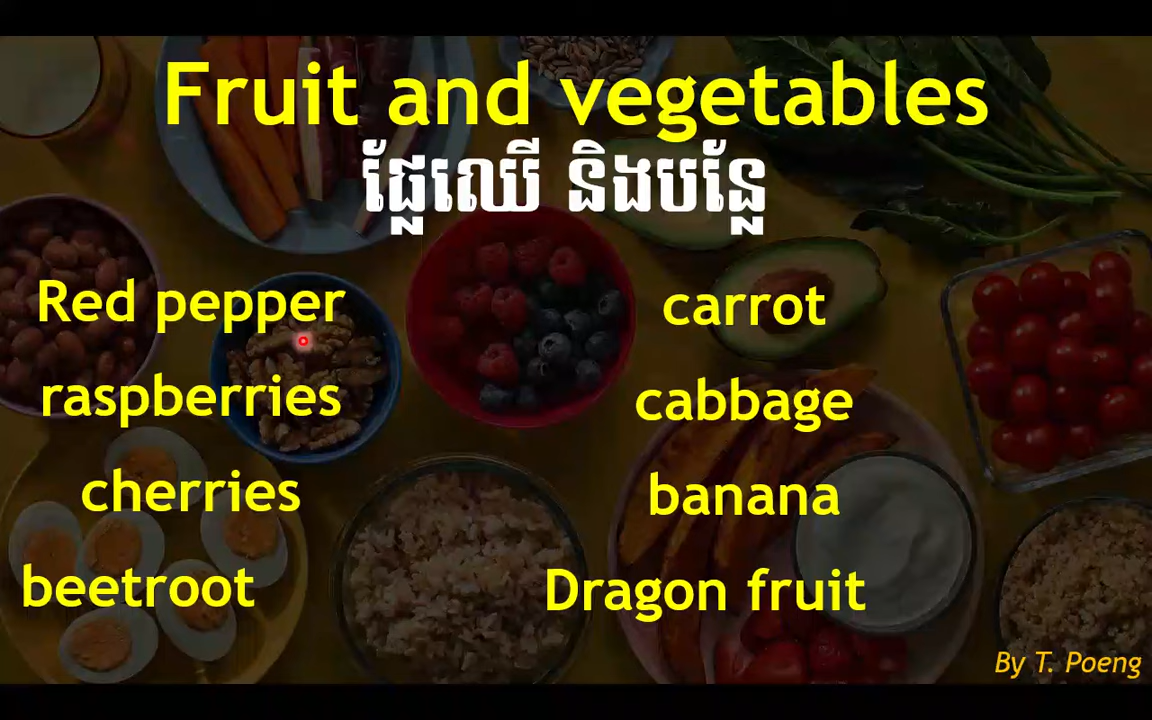 Fruit and vegetables
ផ្លែឈើ និងបន្លែ
Red pepper
raspberries
cherries
beetroot
carrot
cabbage
banana
Dragon fruit
By T. Poeng